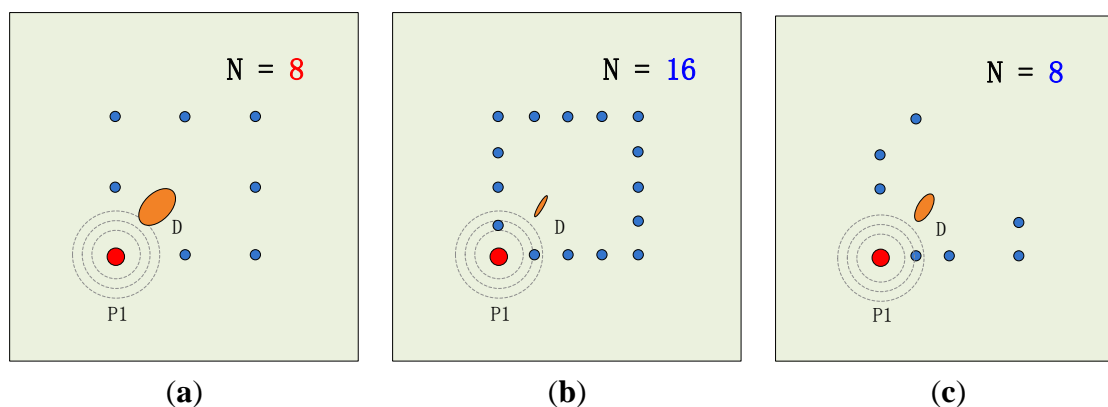 N = 8
D
P1
(a)
N = 16
D
P1
(b)
N = 8
D
P1
(c)